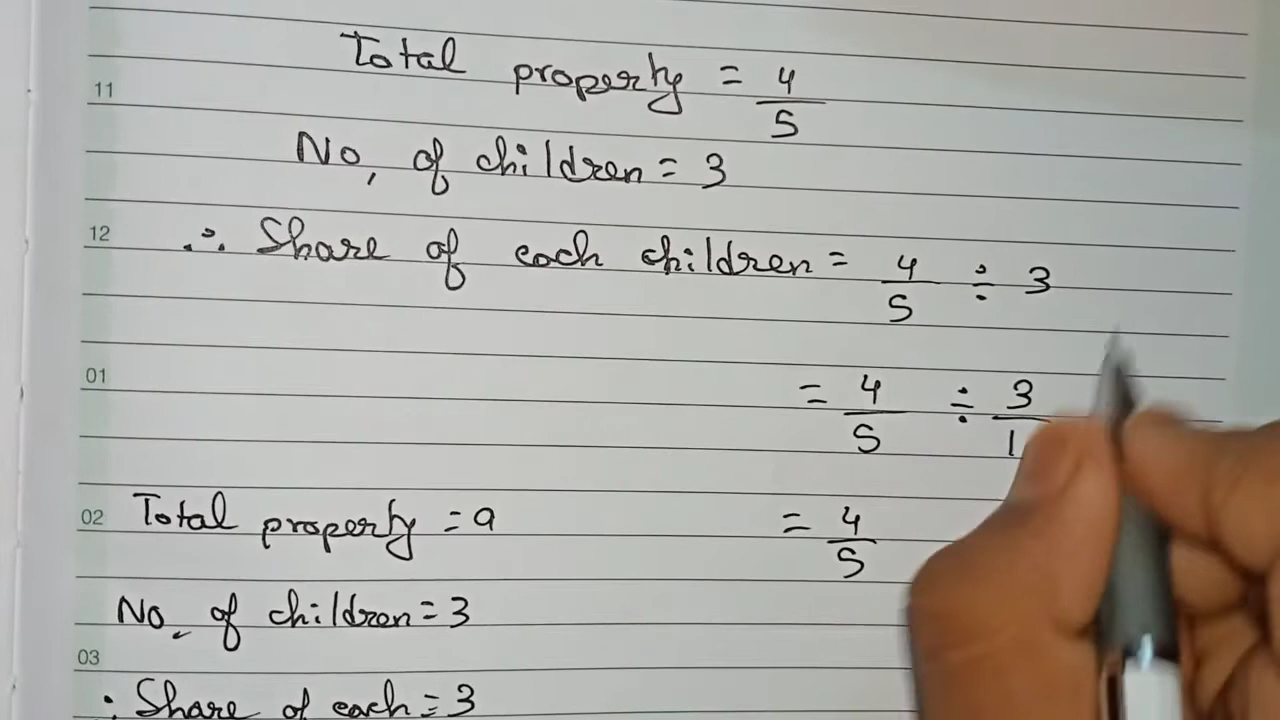 Total property = 4/5
11
No, of children = 3
12
∴ Share of each children = 4/5 ÷ 3
01
= 4/5 ÷ 3/1
02
Total property = 9
= 4/5
No, of children = 3
03
∴ Share of each = 3